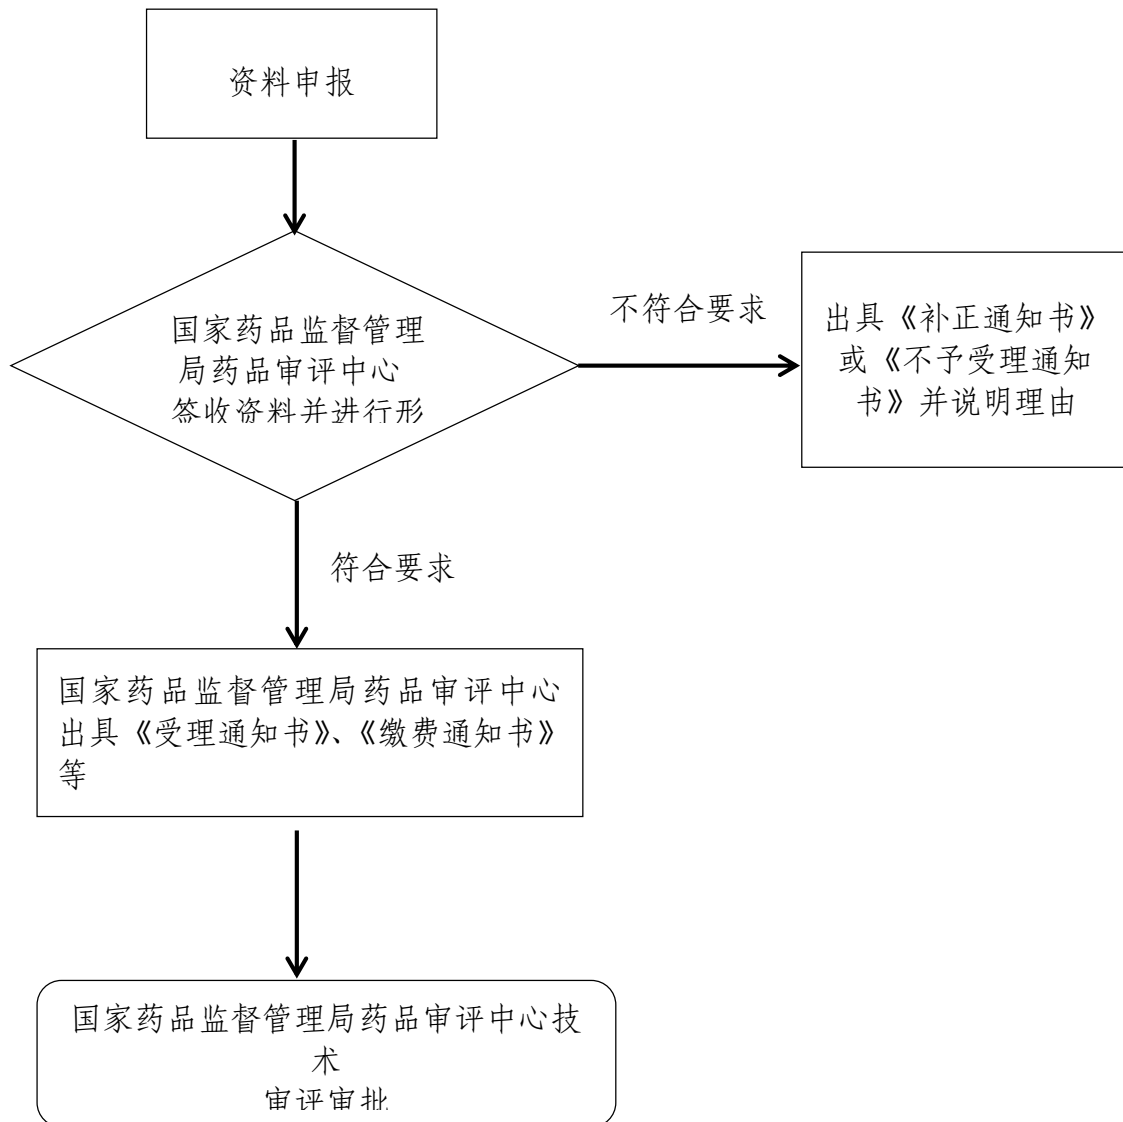 资料申报
国家药品监督管理
局药品审评中心
签收资料并进行形
不符合要求
出具《补正通知书》
或《不予受理通知
书》并说明理由
符合要求
国家药品监督管理局药品审评中心
出具《受理通知书》、《缴费通知书》
等
国家药品监督管理局药品审评中心技
术
审评审批